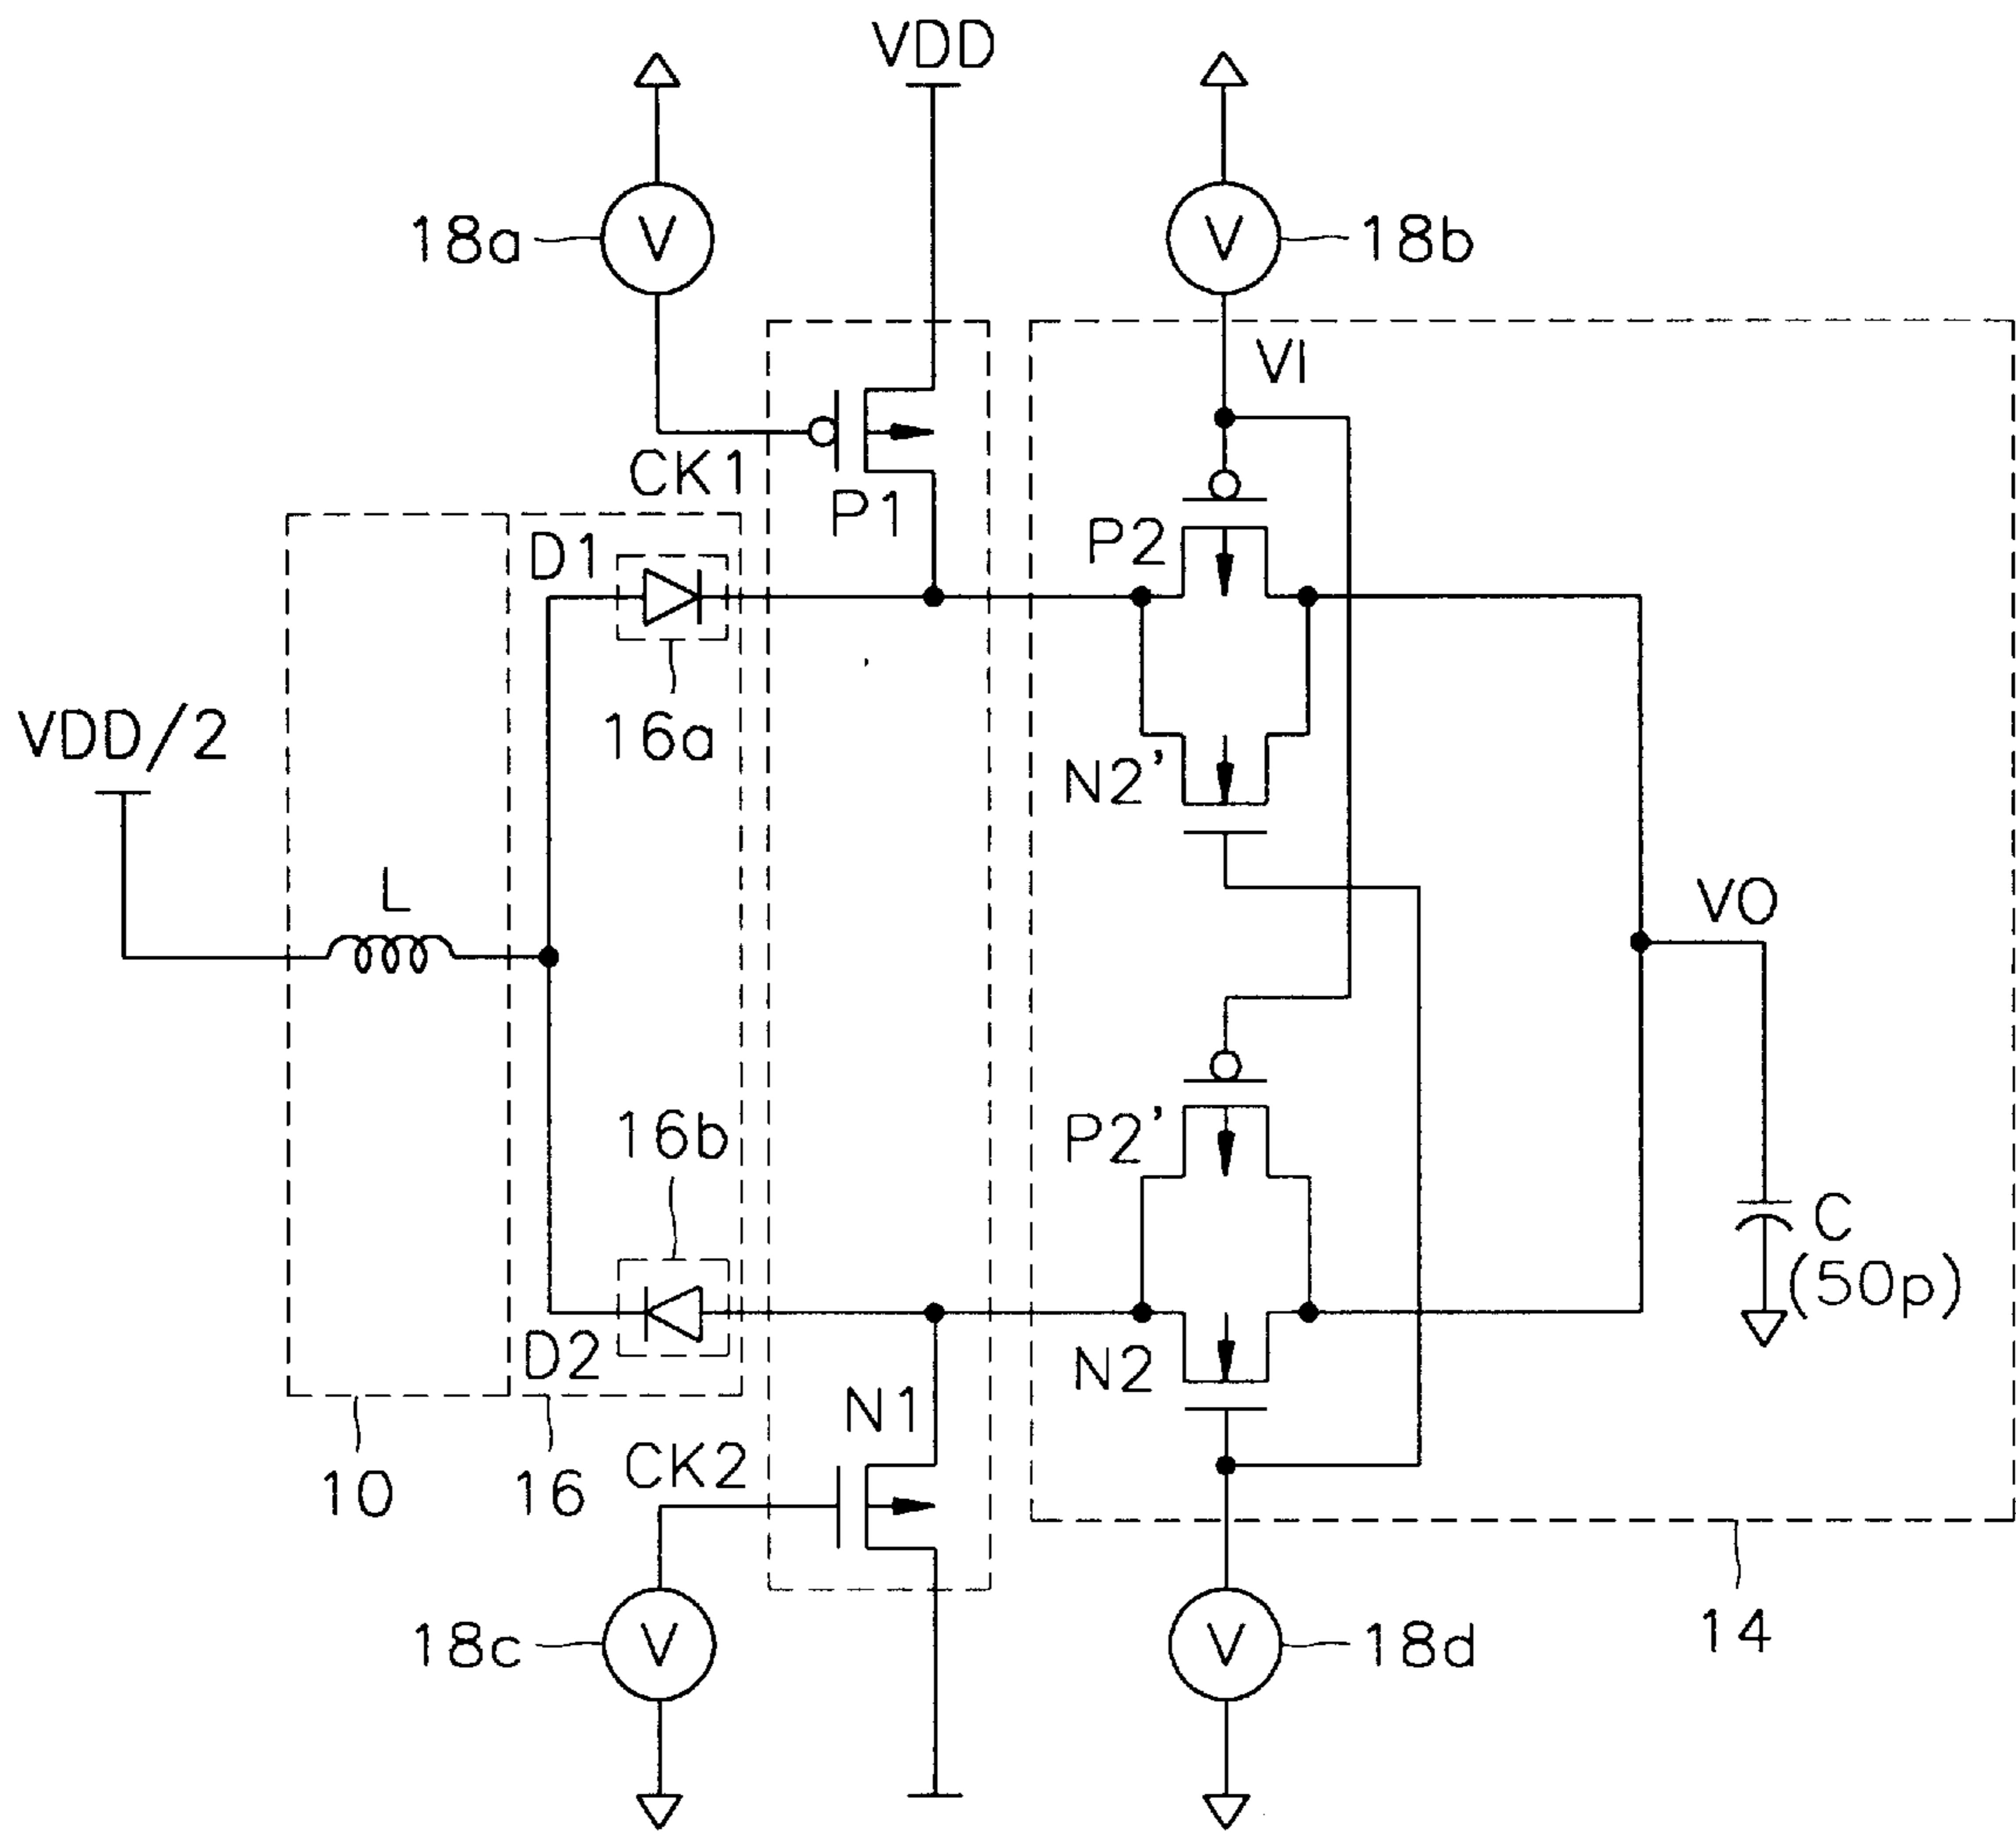 VDD
18a
18b
VI
CK1
P1
D1
P2
16a
VDD/2
N2'
L
VO
16b
P2'
C
(50p)
D2
N2
N1
CK2
10
16
18c
18d
14
V
V
V
V